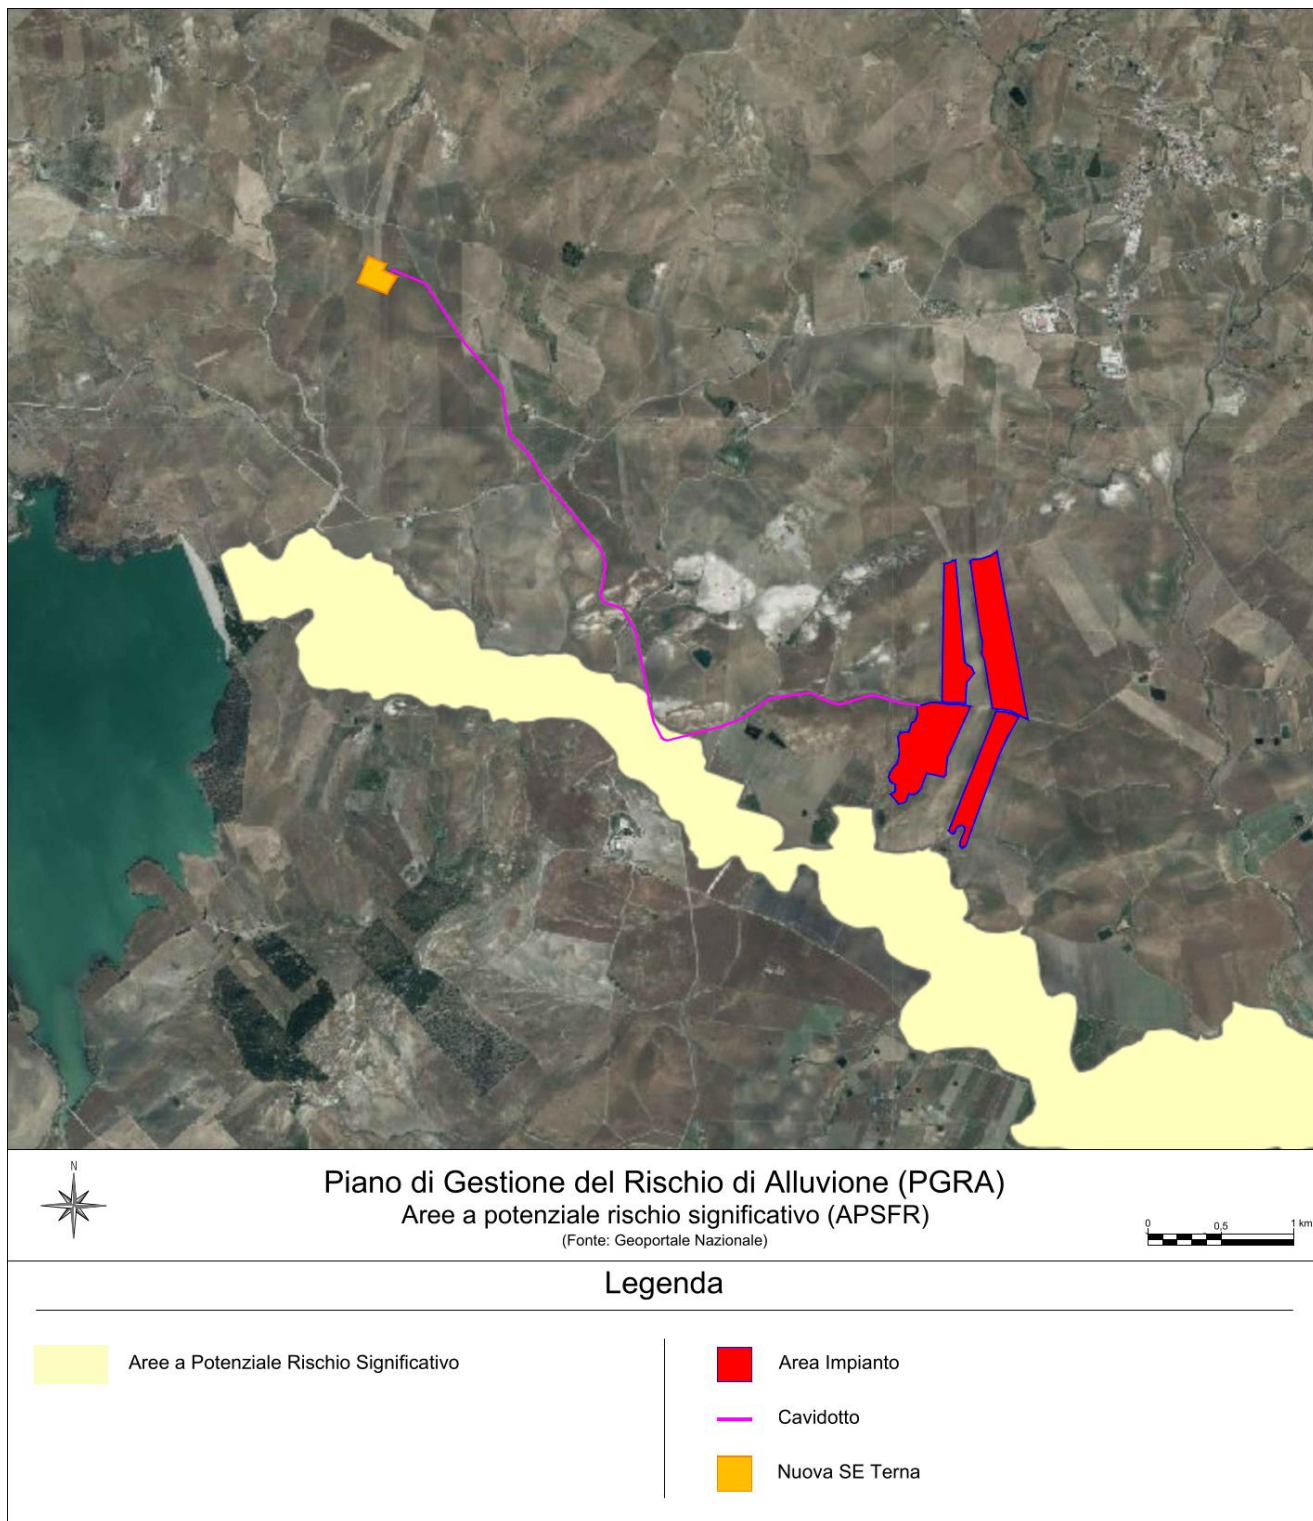 N
Piano di Gestione del Rischio di Alluvione (PGRA)
Aree a potenziale rischio significativo (APSFR)
(Fonte: Geoportale Nazionale)
0 0,5 1 km
Legenda
Aree a Potenziale Rischio Significativo
Area Impianto
Cavidotto
Nuova SE Terna